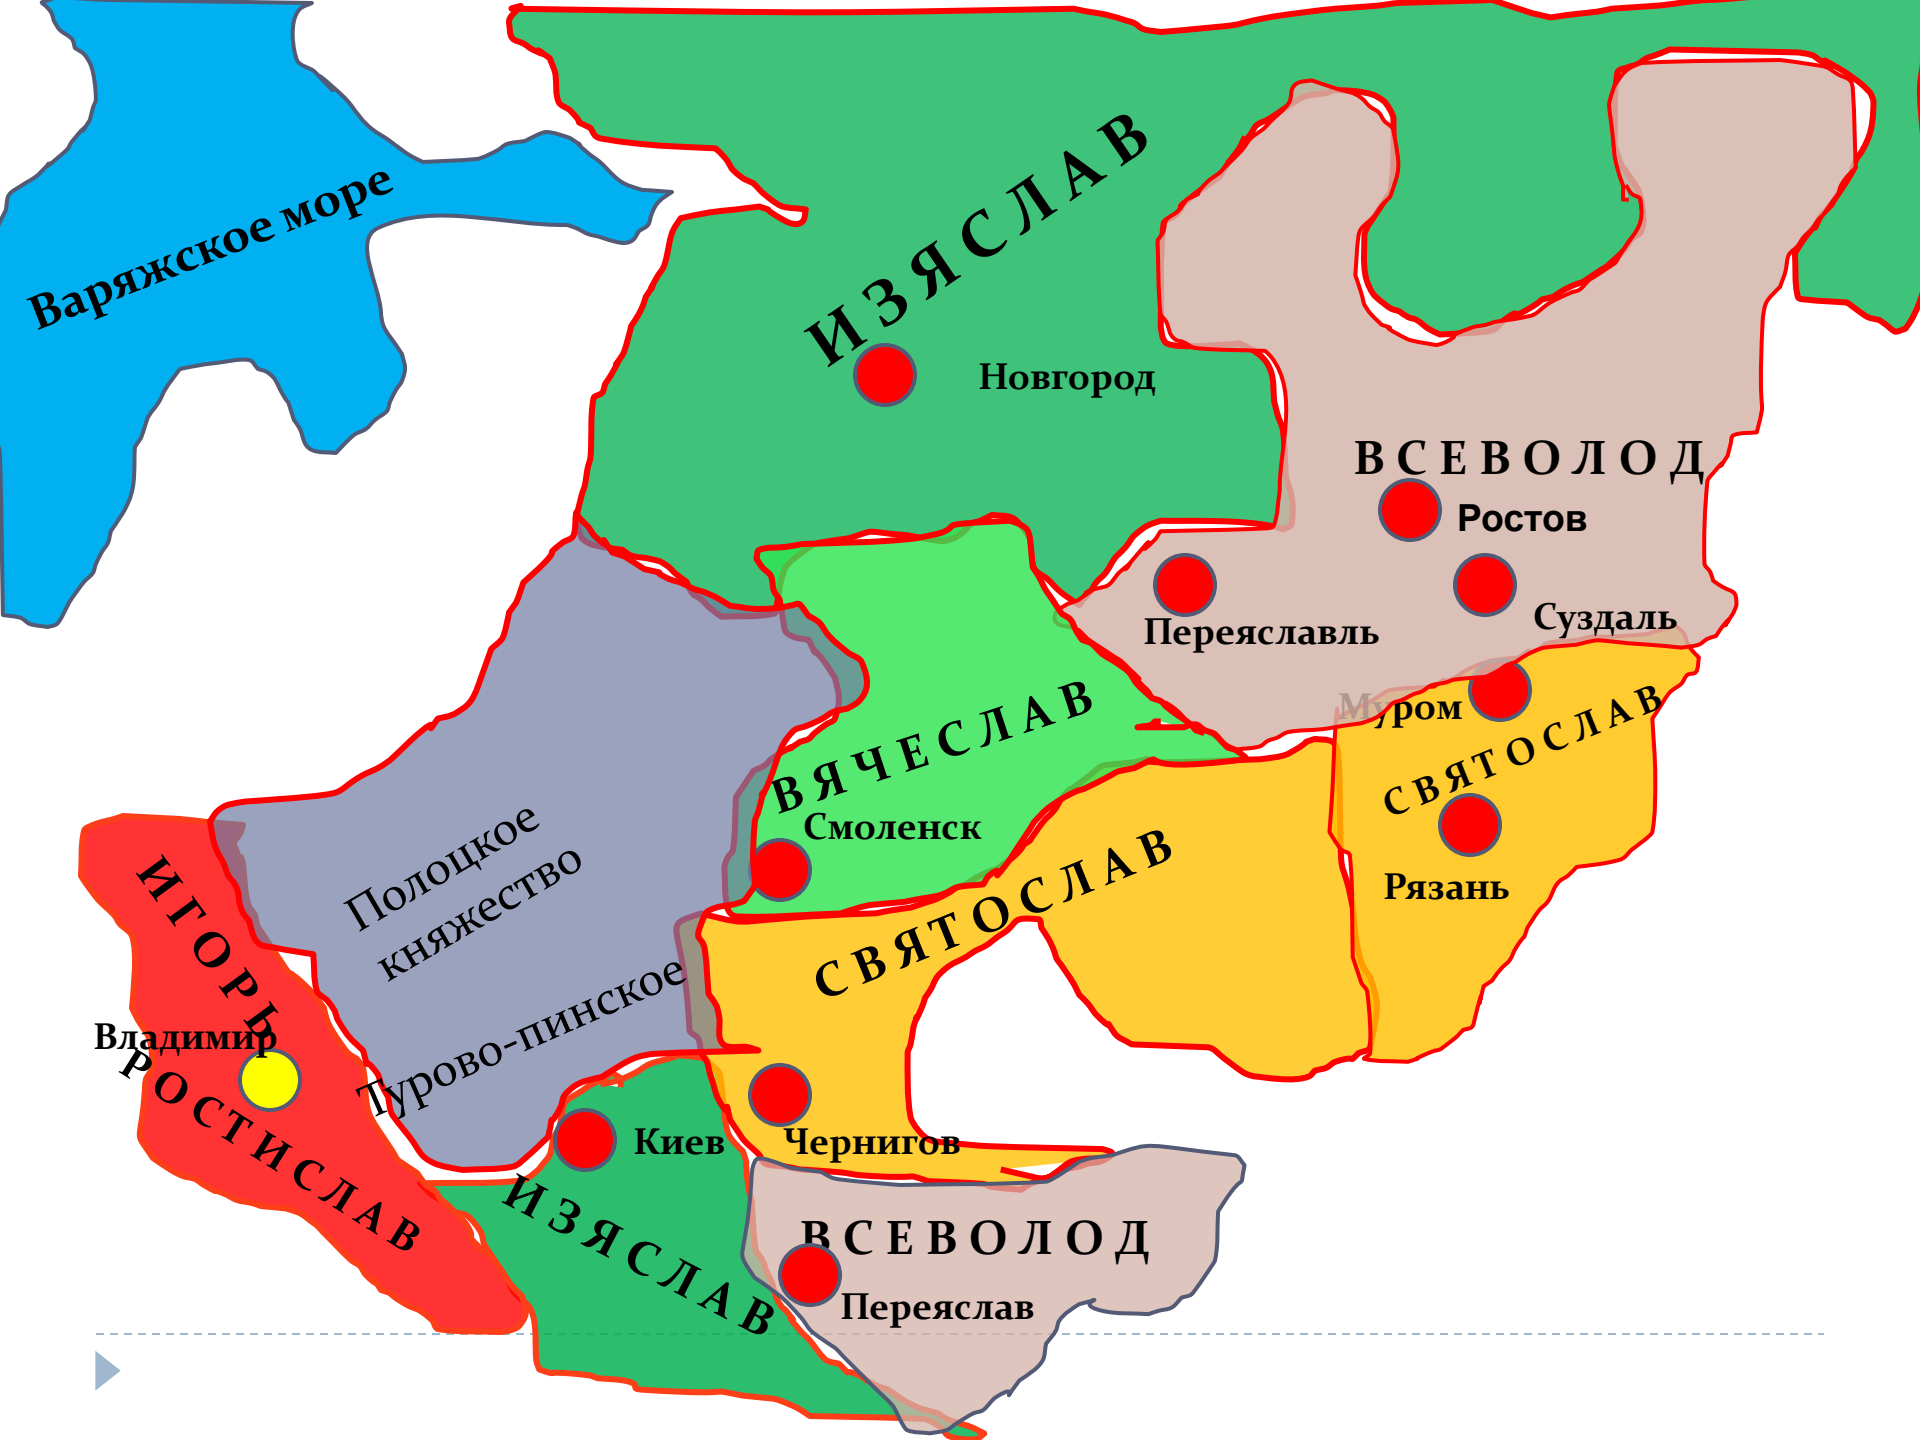 Варяжское море
ИЗЯСЛАВ
Новгород
ВСЕВОЛОД
Ростов
Суздаль
Переяславль
Муром
СВЯТОСЛАВ
Рязань
ВЯЧЕСЛАВ
Смоленск
СВЯТОСЛАВ
Полоцкое
княжество
Турово-пинское
ИГОРЬ
Владимир
РОСТИСЛАВ
Киев
Чернигов
ИЗЯСЛАВ
ВСЕВОЛОД
Переяслав